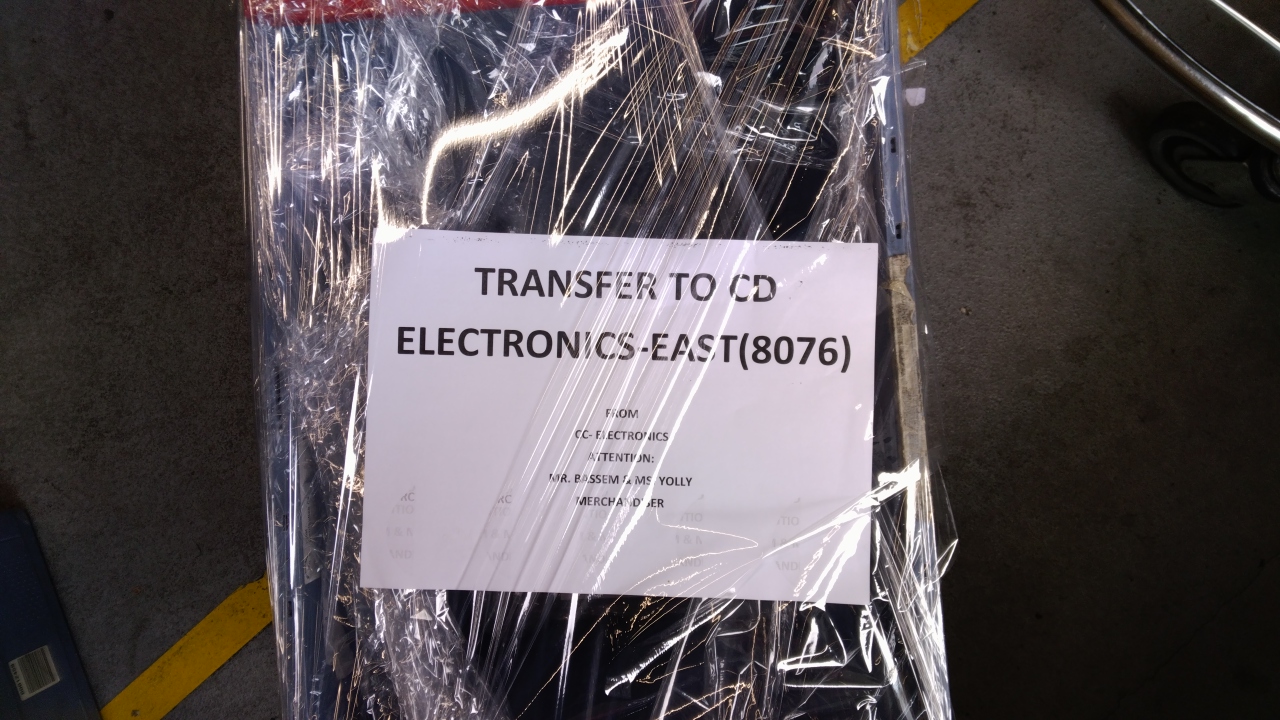 TRANSFER TO CD
ELECTRONICS-EAST(8076)
FROM
CC- ELECTRONICS
ATTENTION:
MR. BASSEM & MS. YOLLY
MERCHANDISER